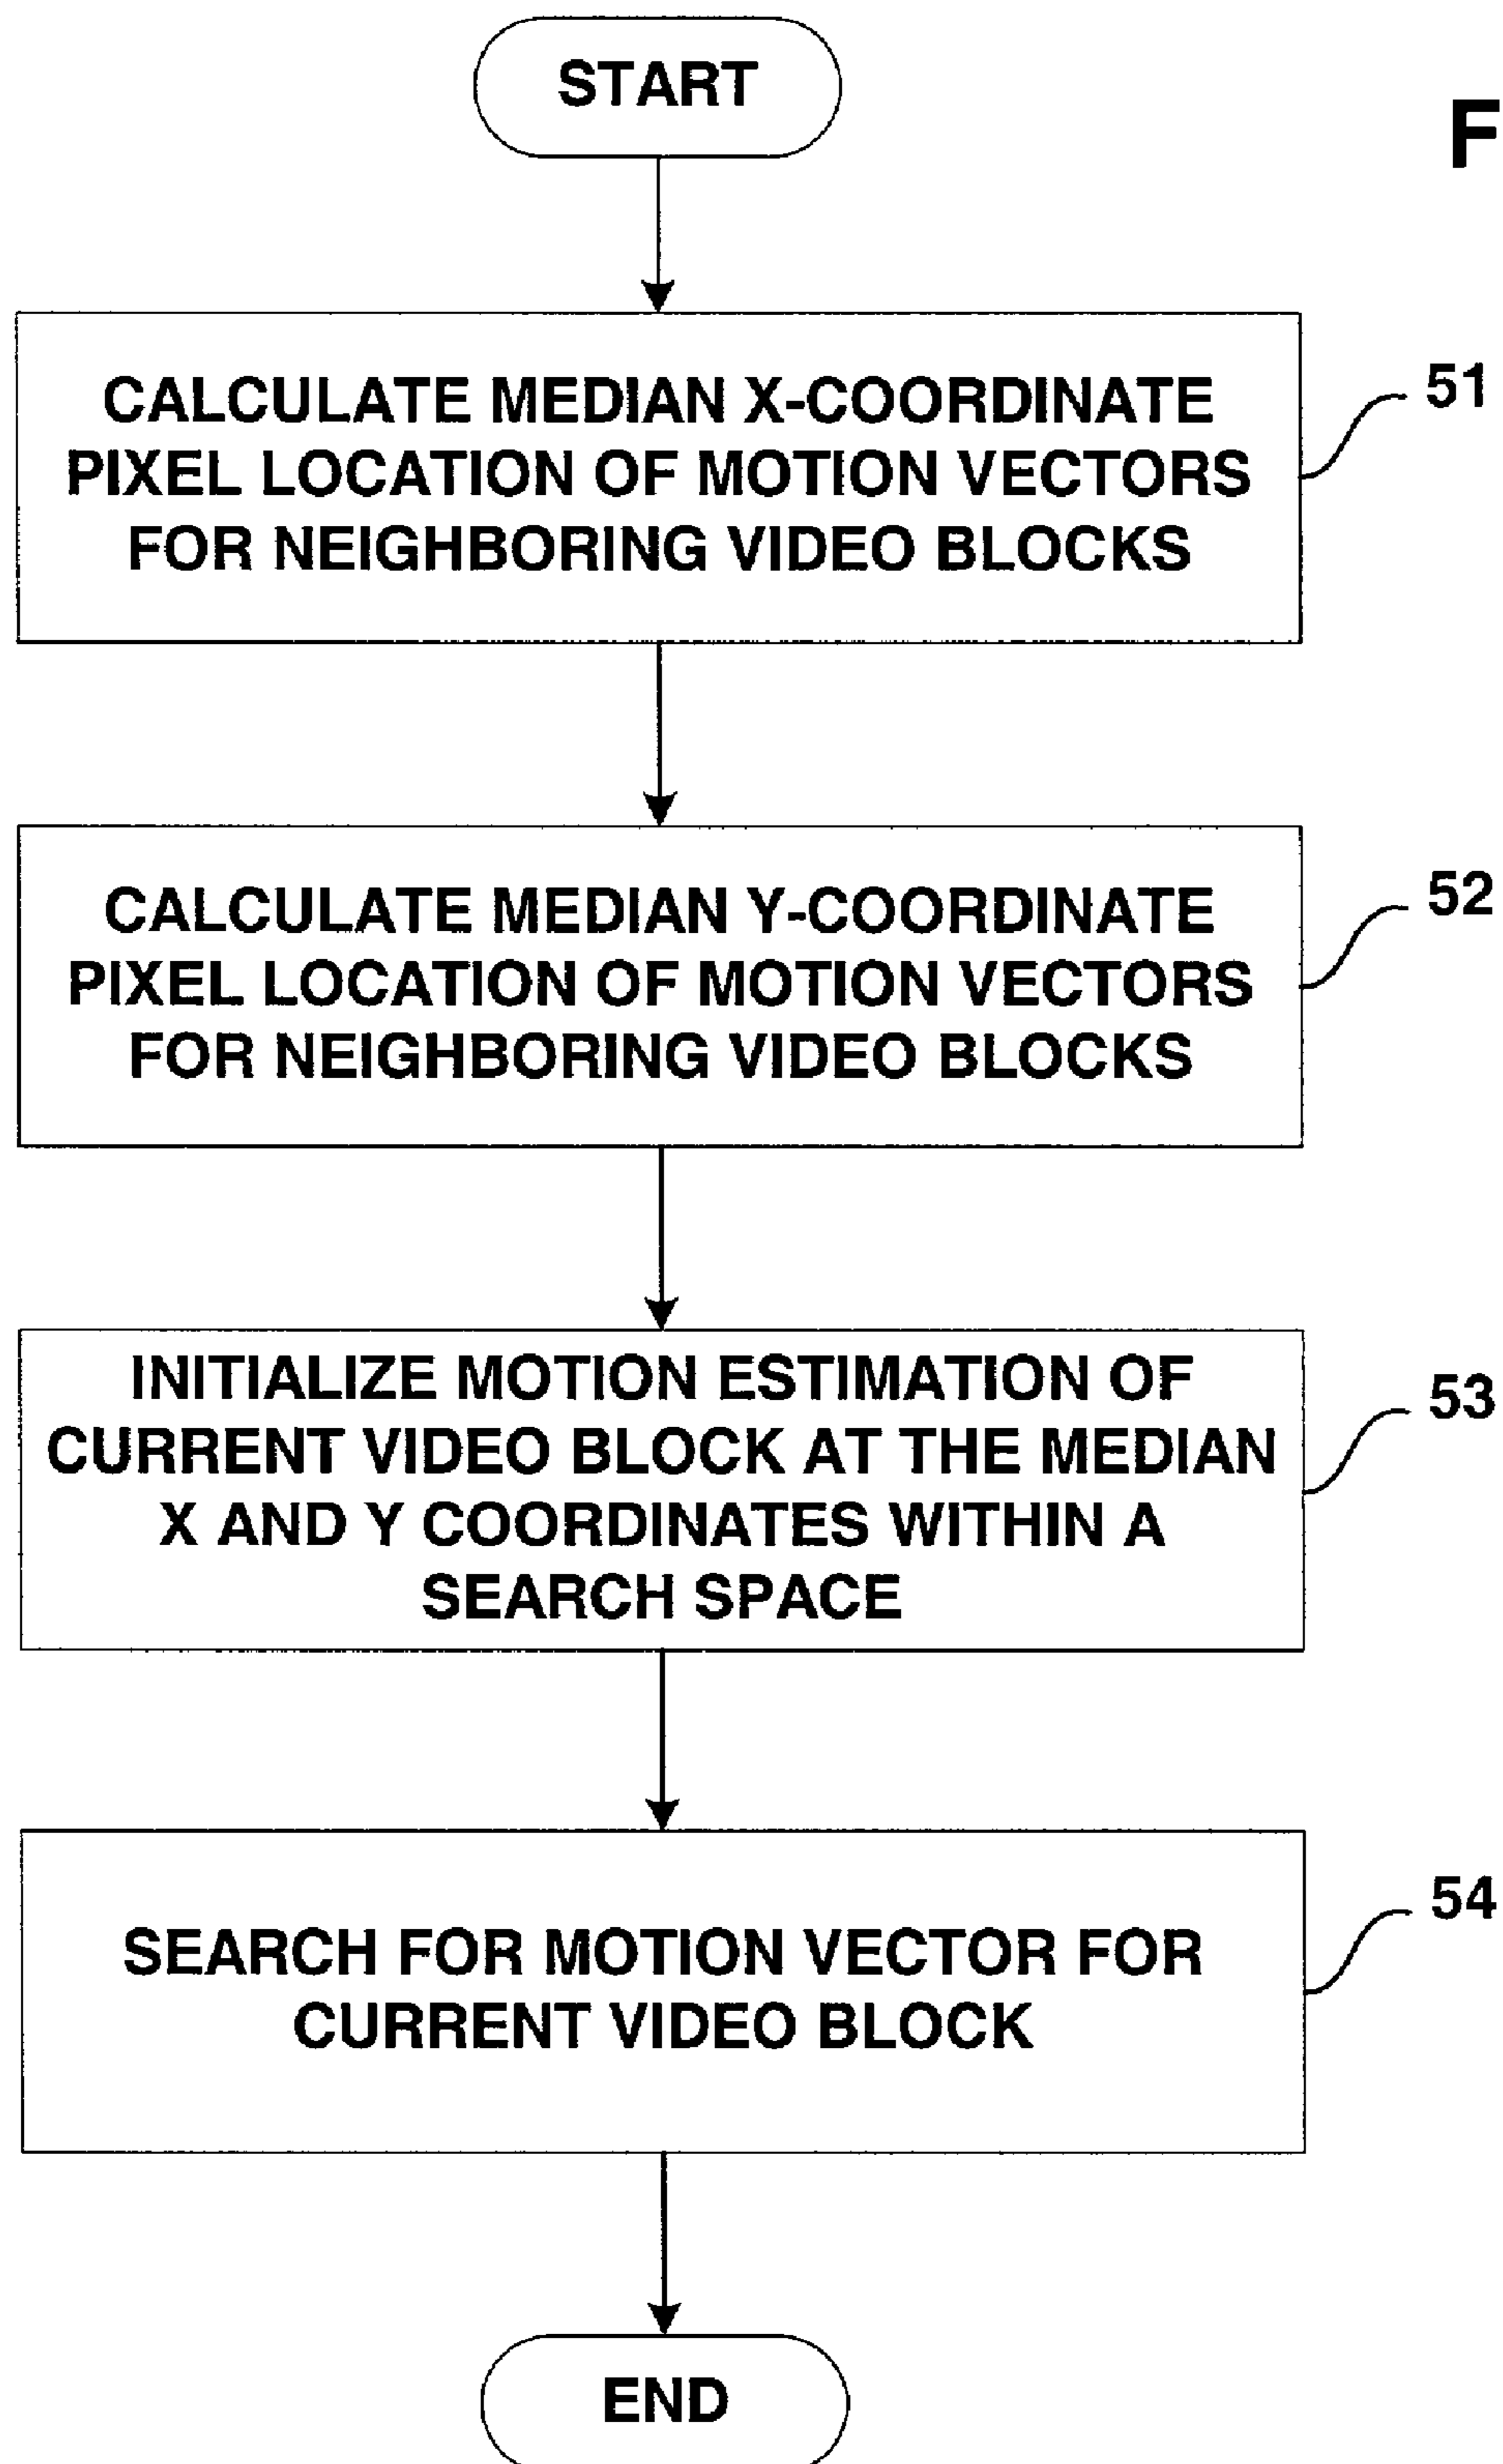 START
F
CALCULATE MEDIAN X-COORDINATE
PIXEL LOCATION OF MOTION VECTORS
FOR NEIGHBORING VIDEO BLOCKS
51
CALCULATE MEDIAN Y-COORDINATE
PIXEL LOCATION OF MOTION VECTORS
FOR NEIGHBORING VIDEO BLOCKS
52
INITIALIZE MOTION ESTIMATION OF
CURRENT VIDEO BLOCK AT THE MEDIAN
X AND Y COORDINATES WITHIN A
SEARCH SPACE
53
SEARCH FOR MOTION VECTOR FOR
CURRENT VIDEO BLOCK
54
END